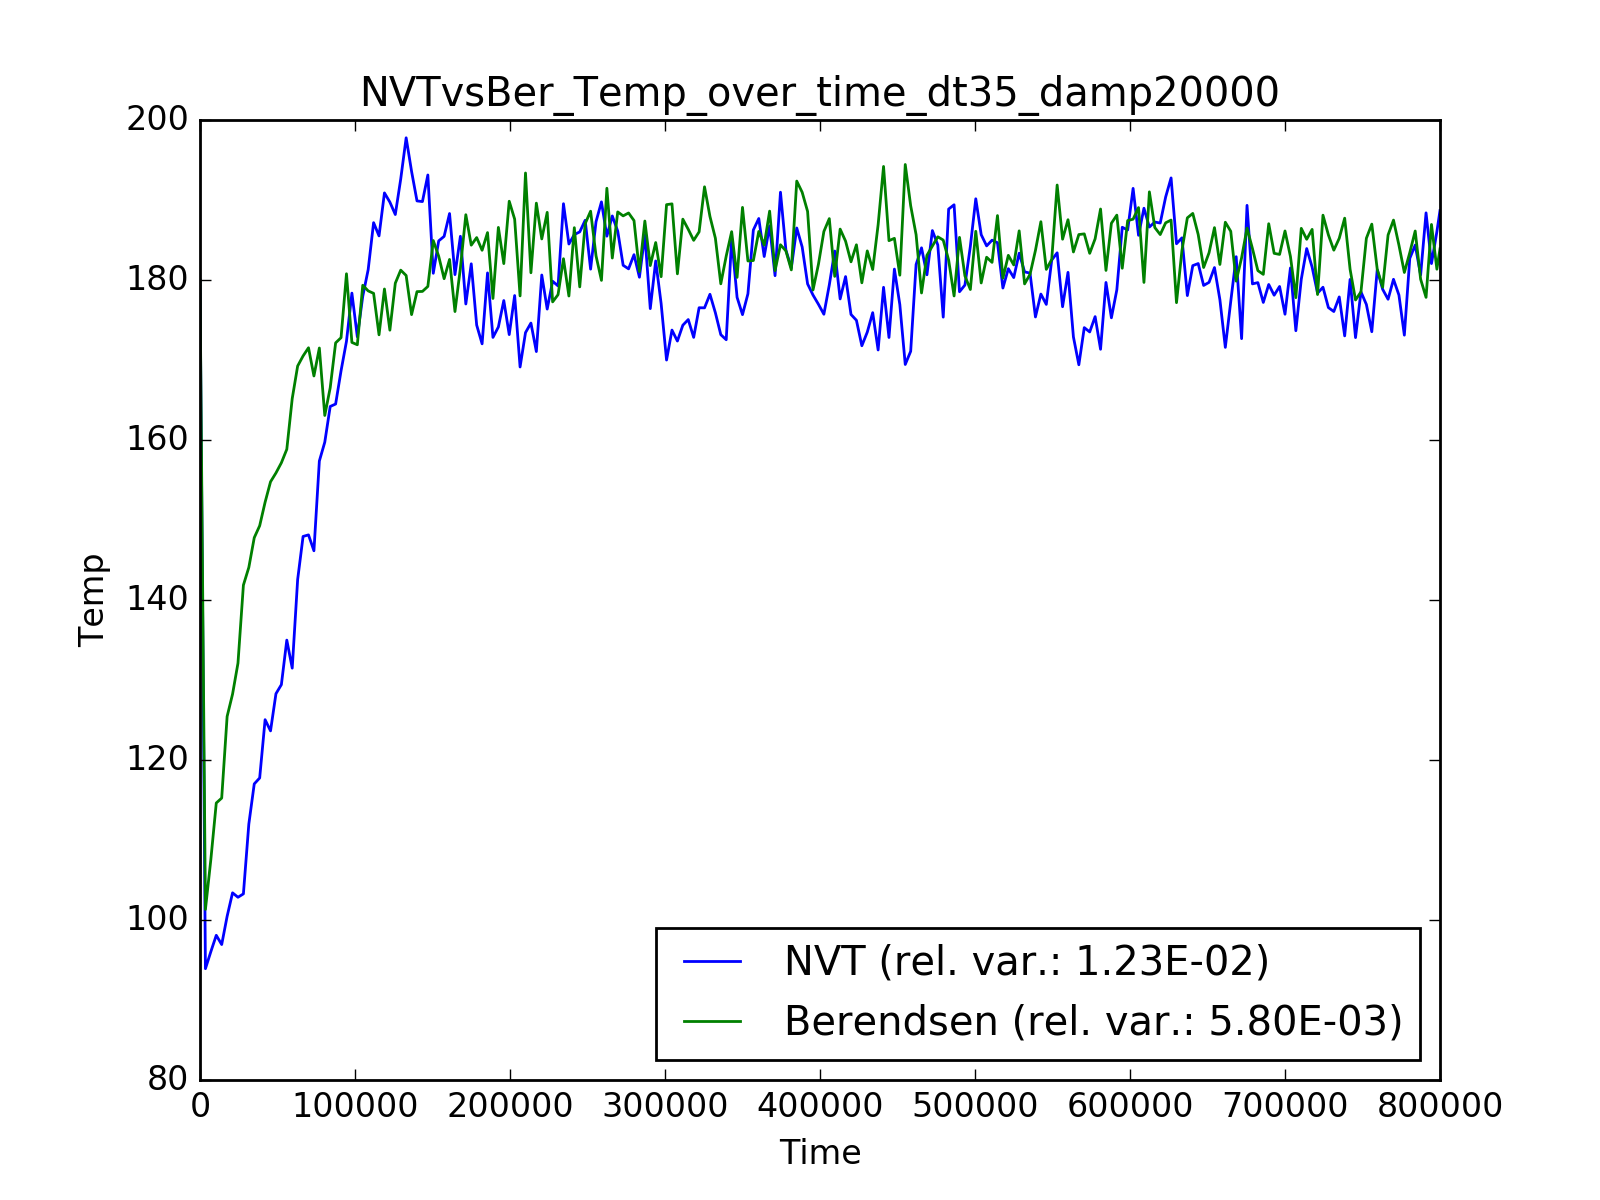 NVTvsBer_Temp_over_time_dt35_damp20000
200
180
160
140
120
100
80
Temp
NVT (rel. var.: 1.23E-02)
Berendsen (rel. var.: 5.80E-03)
0 100000 200000 300000 400000 500000 600000 700000 800000
Time